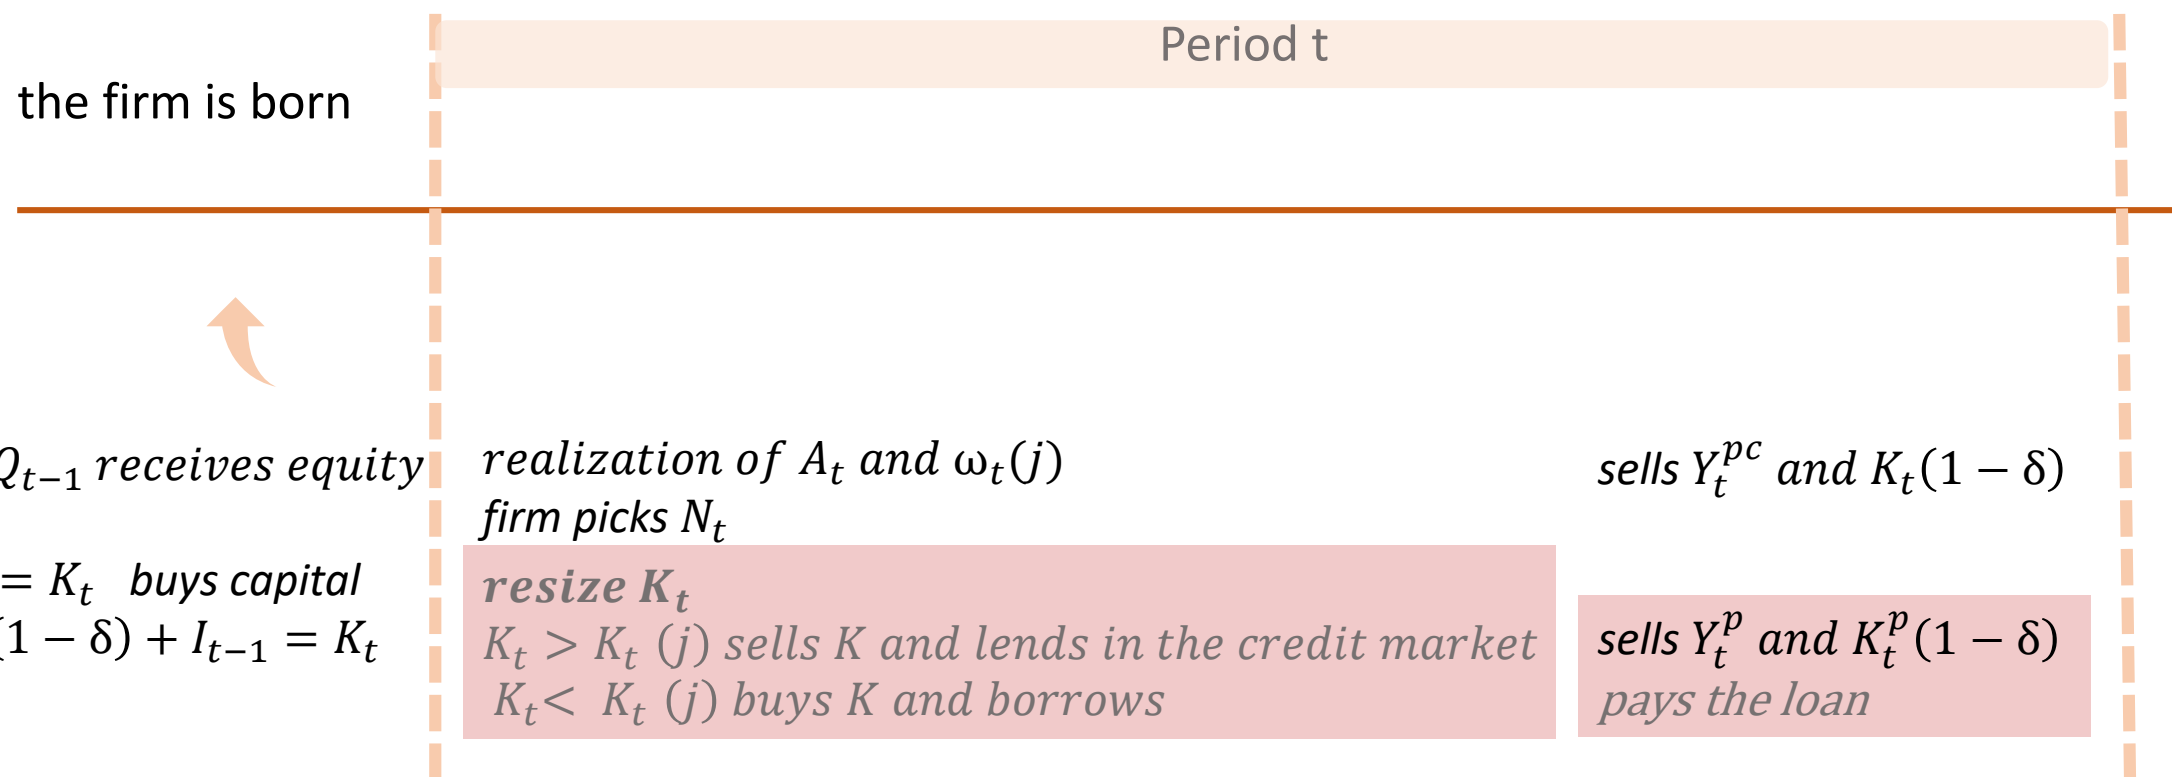 Period t
the firm is born
Q_{t−1} receives equity
= K_t buys capital
(1 − δ) + I_{t−1} = K_t
realization of A_t and ω_t(j)
firm picks N_t
resize K_t
K_t > K_t (j) sells K and lends in the credit market
K_t < K_t (j) buys K and borrows
sells Y_t^{pc} and K_t(1 − δ)
sells Y_t^p and K_t^p(1 − δ)
pays the loan